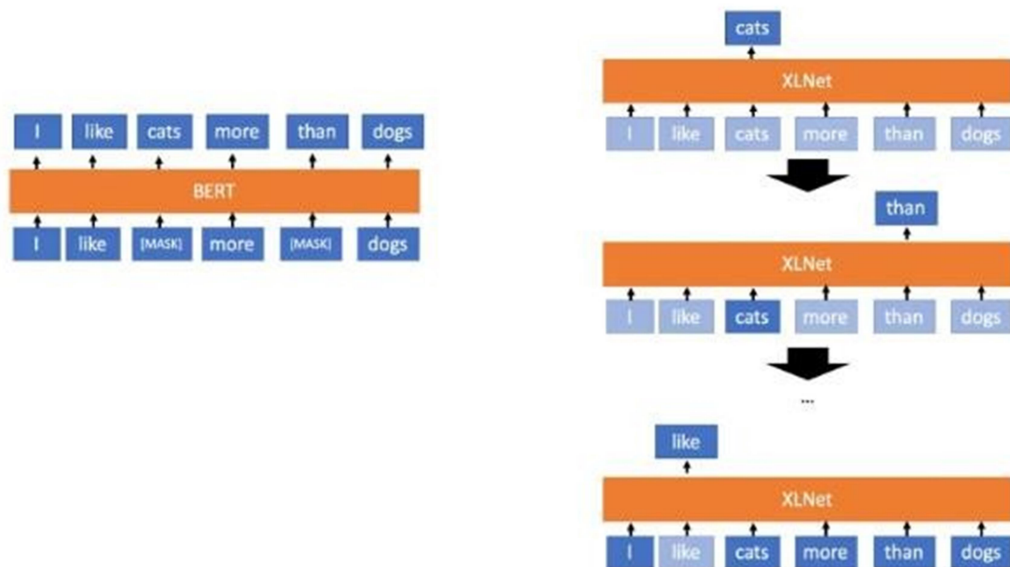 I like cats more than dogs
BERT
I like [MASK] more [MASK] dogs
cats
XLNet
I like cats more than dogs
than
XLNet
I like cats more than dogs
...
like
XLNet
I like cats more than dogs